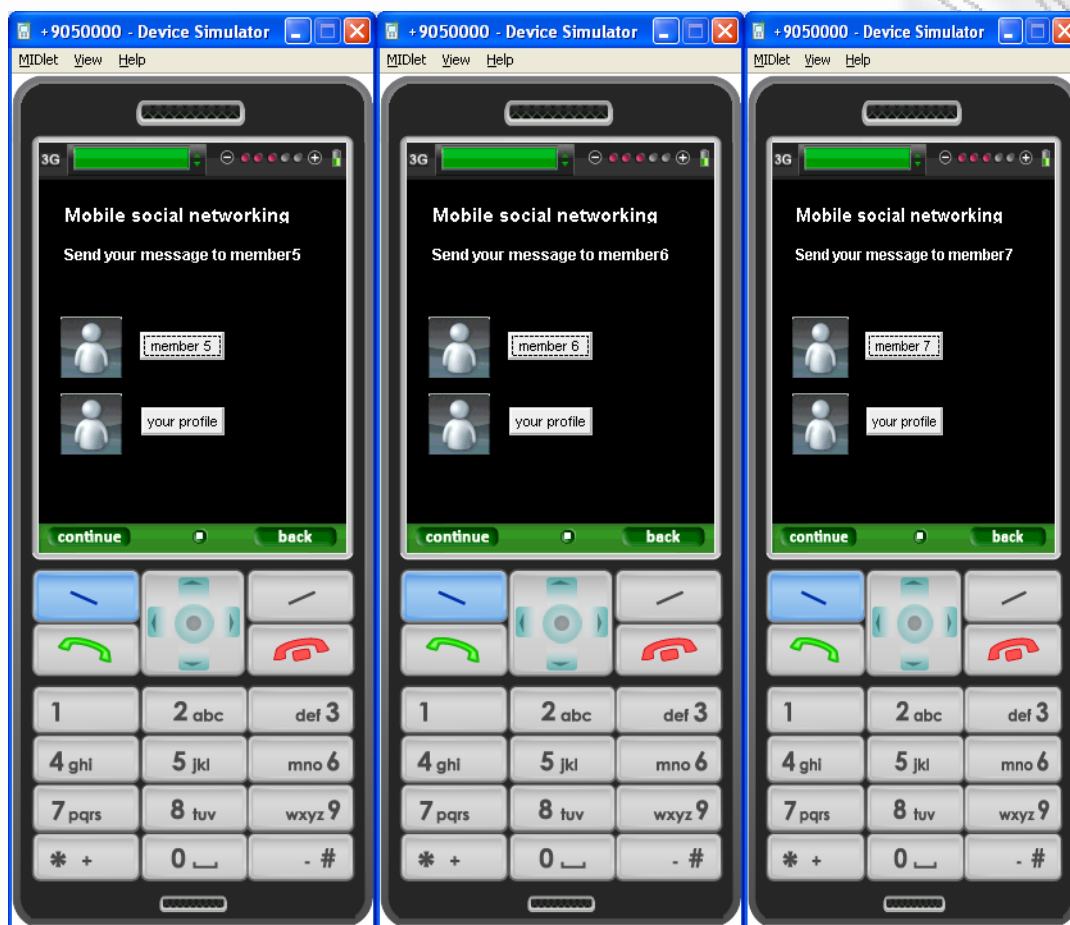 +9050000 - Device Simulator
MIDlet View Help
3G
Mobile social networking
Send your message to member5
member 5
your profile
continue back
1 2 abc def 3
4 ghi 5 jkl mno 6
7 pqrs 8 tuv wxyz 9
* + 0 - #
+9050000 - Device Simulator
MIDlet View Help
3G
Mobile social networking
Send your message to member6
member 6
your profile
continue back
1 2 abc def 3
4 ghi 5 jkl mno 6
7 pqrs 8 tuv wxyz 9
* + 0 - #
+9050000 - Device Simulator
MIDlet View Help
3G
Mobile social networking
Send your message to member7
member 7
your profile
continue back
1 2 abc def 3
4 ghi 5 jkl mno 6
7 pqrs 8 tuv wxyz 9
* + 0 - #